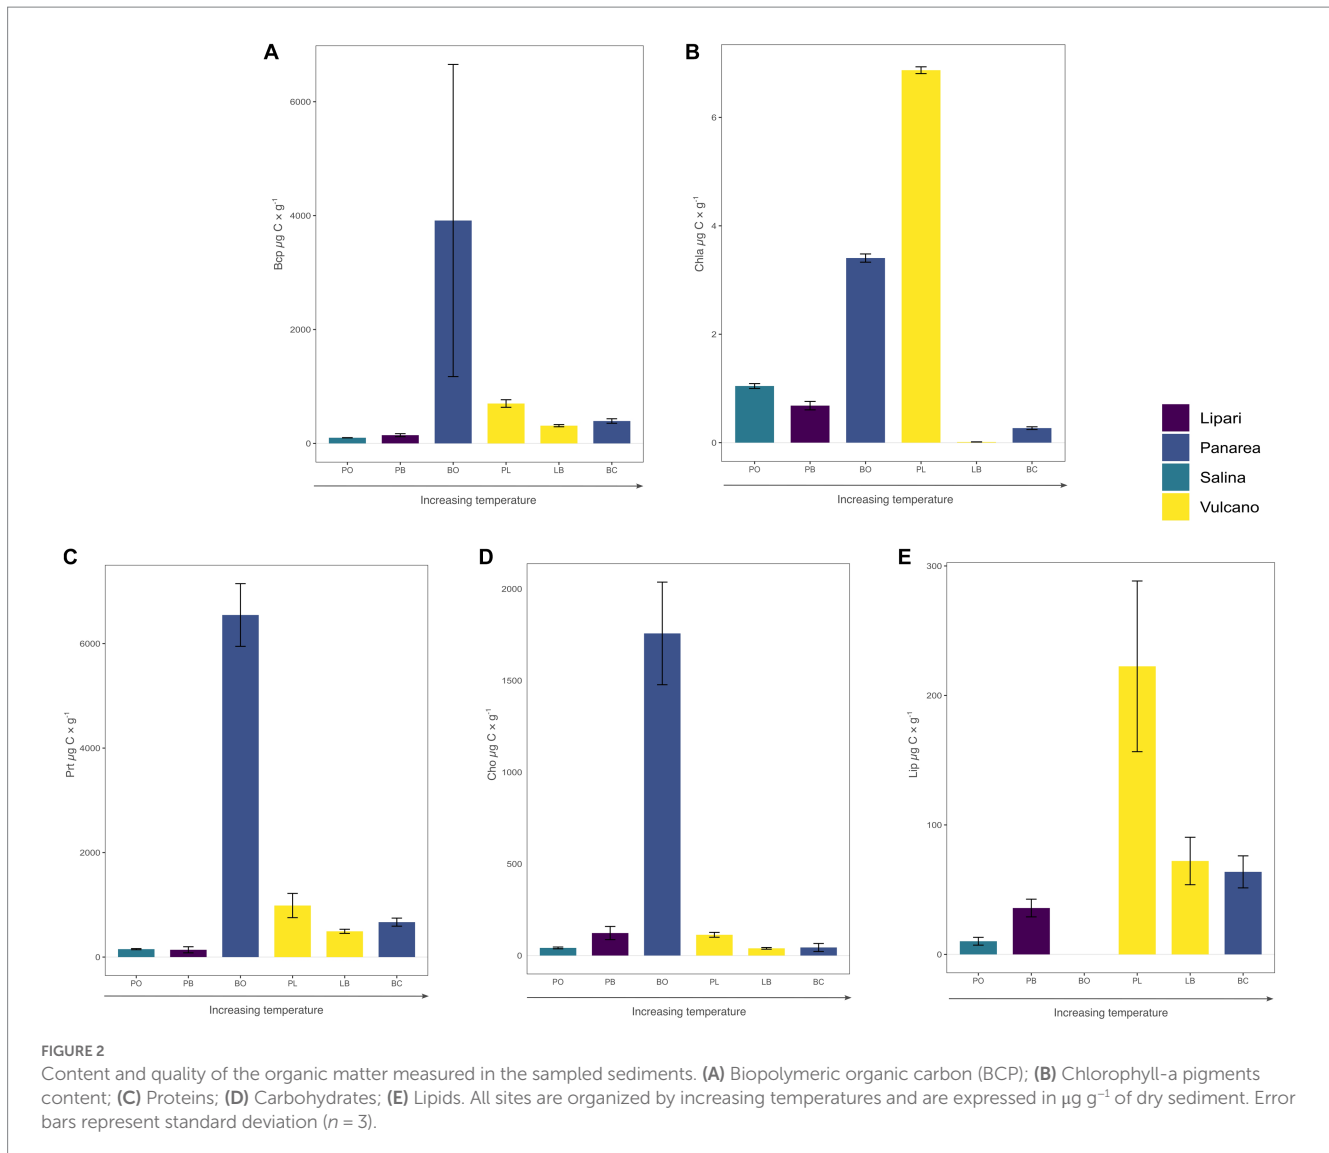 A
Bcp µg C × g⁻¹
6000
4000
2000
0
PO PB BO PL LB BC
Increasing temperature
B
Chla µg C × g⁻¹
6
4
2
0
PO PB BO PL LB BC
Increasing temperature
Lipari
Panarea
Salina
Vulcano
C
Prt µg C × g⁻¹
6000
4000
2000
0
PO PB BO PL LB BC
Increasing temperature
D
Cho µg C × g⁻¹
2000
1500
1000
500
0
PO PB BO PL LB BC
Increasing temperature
E
Lip µg C × g⁻¹
300
200
100
0
PO PB BO PL LB BC
Increasing temperature
FIGURE 2
Content and quality of the organic matter measured in the sampled sediments. (A) Biopolymeric organic carbon (BCP); (B) Chlorophyll-a pigments
content; (C) Proteins; (D) Carbohydrates; (E) Lipids. All sites are organized by increasing temperatures and are expressed in µg g⁻¹ of dry sediment. Error
bars represent standard deviation (n = 3).